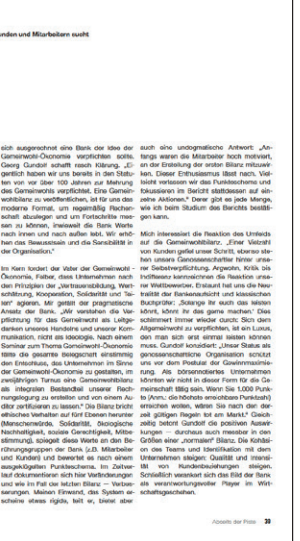 unden und Mitarbeitern sucht
sich ausgerechnet eine Bank der Idee der
Gemeinwohl-Ökonomie verpflichten sollte.
Georg Gundolf schafft rasch Klärung. „Ei-
gentlich haben wir uns bereits in den Statu-
ten von vor über 100 Jahren zur Mehrung
des Gemeinwohls verpflichtet. Eine Gemein-
wohlbilanz zu veröffentlichen, ist für uns das
moderne Format, um regelmäßig Rechen-
schaft abzulegen und um Fortschritte mes-
sen zu können, inwieweit die Bank Werte
nach innen und nach außen lebt. Wir erhö-
hen das Bewusstsein und die Sensibilität in
der Organisation.“
Im Kern fordert der Vater der Gemeinwohl-
Ökonomie, Felber, dass Unternehmen nach
den Prinzipien der „Vertrauensbildung, Wert-
schätzung, Kooperation, Solidarität und Tei-
len“ agieren. Mir gefällt der pragmatische
Ansatz der Bank. „Wir verstehen die Ver-
pflichtung für das Gemeinwohl als Leitge-
danken unseres Handelns und unserer Kom-
munikation, nicht als Ideologie. Nach einem
Seminar zum Thema Gemeinwohl-Ökonomie
fällte die gesamte Belegschaft einstimmig
den Entschluss, das Unternehmen im Sinne
der Gemeinwohl-Ökonomie zu gestalten, im
zweijährigen Turnus eine Gemeinwohlbilanz
als integralen Bestandteil unserer Rech-
nungslegung zu erstellen und von einem Au-
ditor zertifizieren zu lassen.“ Die Bilanz bricht
ethisches Verhalten auf fünf Ebenen herunter
(Menschenwürde, Solidarität, ökologische
Nachhaltigkeit, soziale Gerechtigkeit, Mitbe-
stimmung), spiegelt diese Werte an den Be-
rührungsgruppen der Bank (z.B. Mitarbeiter
und Kunden) und bewertet es nach einem
ausgeklügelten Punkteschema. Im Zeitver-
lauf dokumentieren sich hier Veränderungen
und wie im Fall der letzten Bilanz – Verbes-
serungen. Meinen Einwand, das System er-
scheine etwas rigide, teilt er, bietet aber
such eine undogmatische Antwort: „An-
fangs waren die Mitarbeiter hoch motiviert,
an der Erstellung der ersten Bilanz mitzuwir-
ken. Dieser Enthusiasmus lässt nach. Viel-
leicht verlassen wir das Punkteschema und
fokussieren im Bericht stattdessen auf ein-
zelne Aktionen.“ Derer gibt es jede Menge,
wie ich beim Studium des Berichts bestäti-
gen kann.
Mich interessiert die Reaktion des Umfelds
auf die Gemeinwohlbilanz. „Einer Vielzahl
von Kunden gefiel unser Schritt, ebenso ste-
hen unsere Genossenschafter hinter unse-
rer Selbstverpflichtung. Argwohn, Kritik bis
Indifferenz kennzeichnen die Reaktion unse-
rer Wettbewerber. Erstaunt hat uns die Neu-
tralität der Bankenaufsicht und klassischen
Buchprüfer. ‚Solange ihr euch das leisten
könnt, könnt ihr das gerne machen.‘ Dies
schimmert immer wieder durch: Sich dem
Allgemeinwohl zu verpflichten, ist ein Luxus,
den man sich erst einmal leisten können
muss. Gundolf konzediert: „Unser Status als
genossenschaftliche Organisation schützt
uns vor dem Postulat der Gewinnmaximie-
rung. Als börsennotiertes Unternehmen
könnten wir nicht in dieser Form für die Ge-
meinschaft tätig sein. Wenn Sie 1.000 Punk-
te (Anm.: die höchste erreichbare Punktzahl)
erreichen wollen, wären Sie nach den der-
zeit gültigen Regeln tot am Markt.“ Gleich-
zeitig betont Gundolf die positiven Auswir-
kungen – durchaus auch messbar in den
Größen einer „normalen“ Bilanz. Die Kohäsi-
on des Teams und Identifikation mit dem
Unternehmen steigen; Qualität und Intensi-
tät von Kundenbeziehungen steigen.
Schließlich verankert sich das Bild der Bank
als verantwortungsvoller Player im Wirt-
schaftsgeschehen.
Abseits der Piste 39